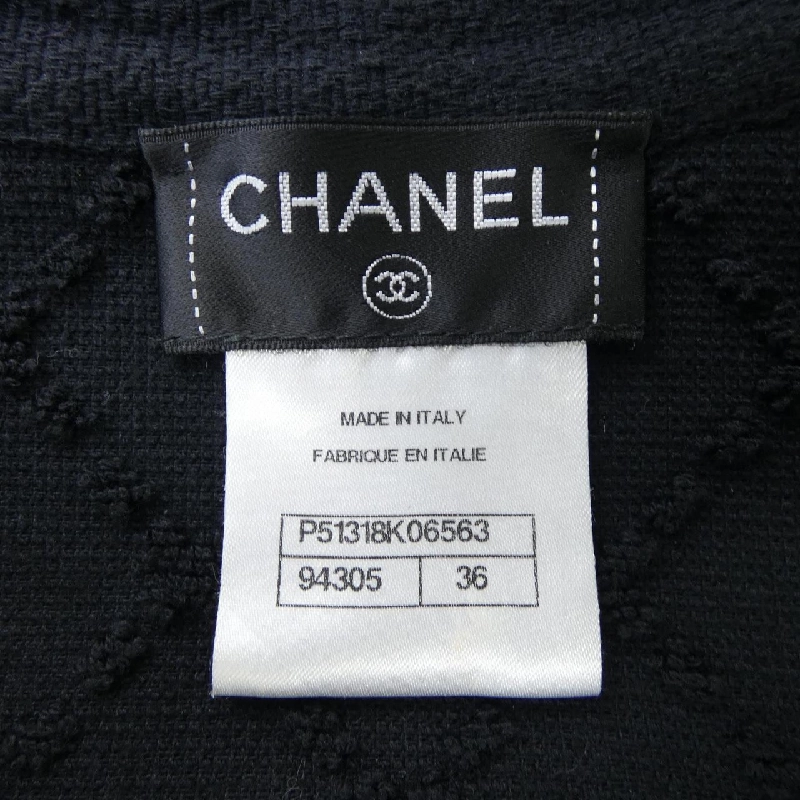 CHANEL
MADE IN ITALY
FABRIQUE EN ITALIE
P51318K06563
94305 36